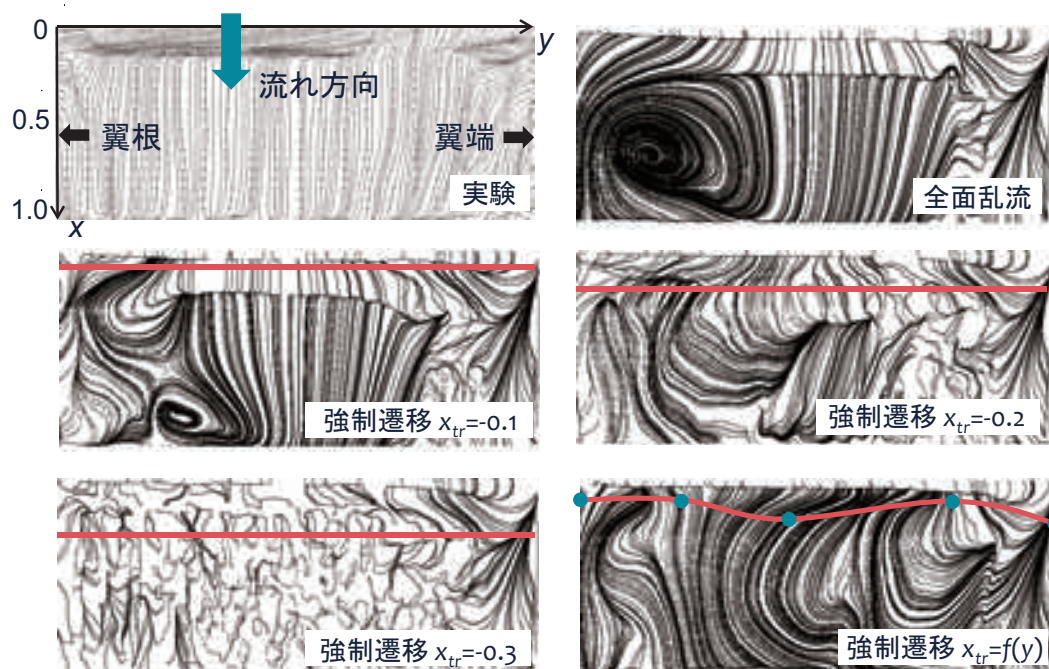 0
y
流れ方向
0.5
翼根
翼端
実験
1.0
x
全面乱流
強制遷移 xtr=-0.1
強制遷移 xtr=-0.2
強制遷移 xtr=-0.3
強制遷移 xtr=f(y)